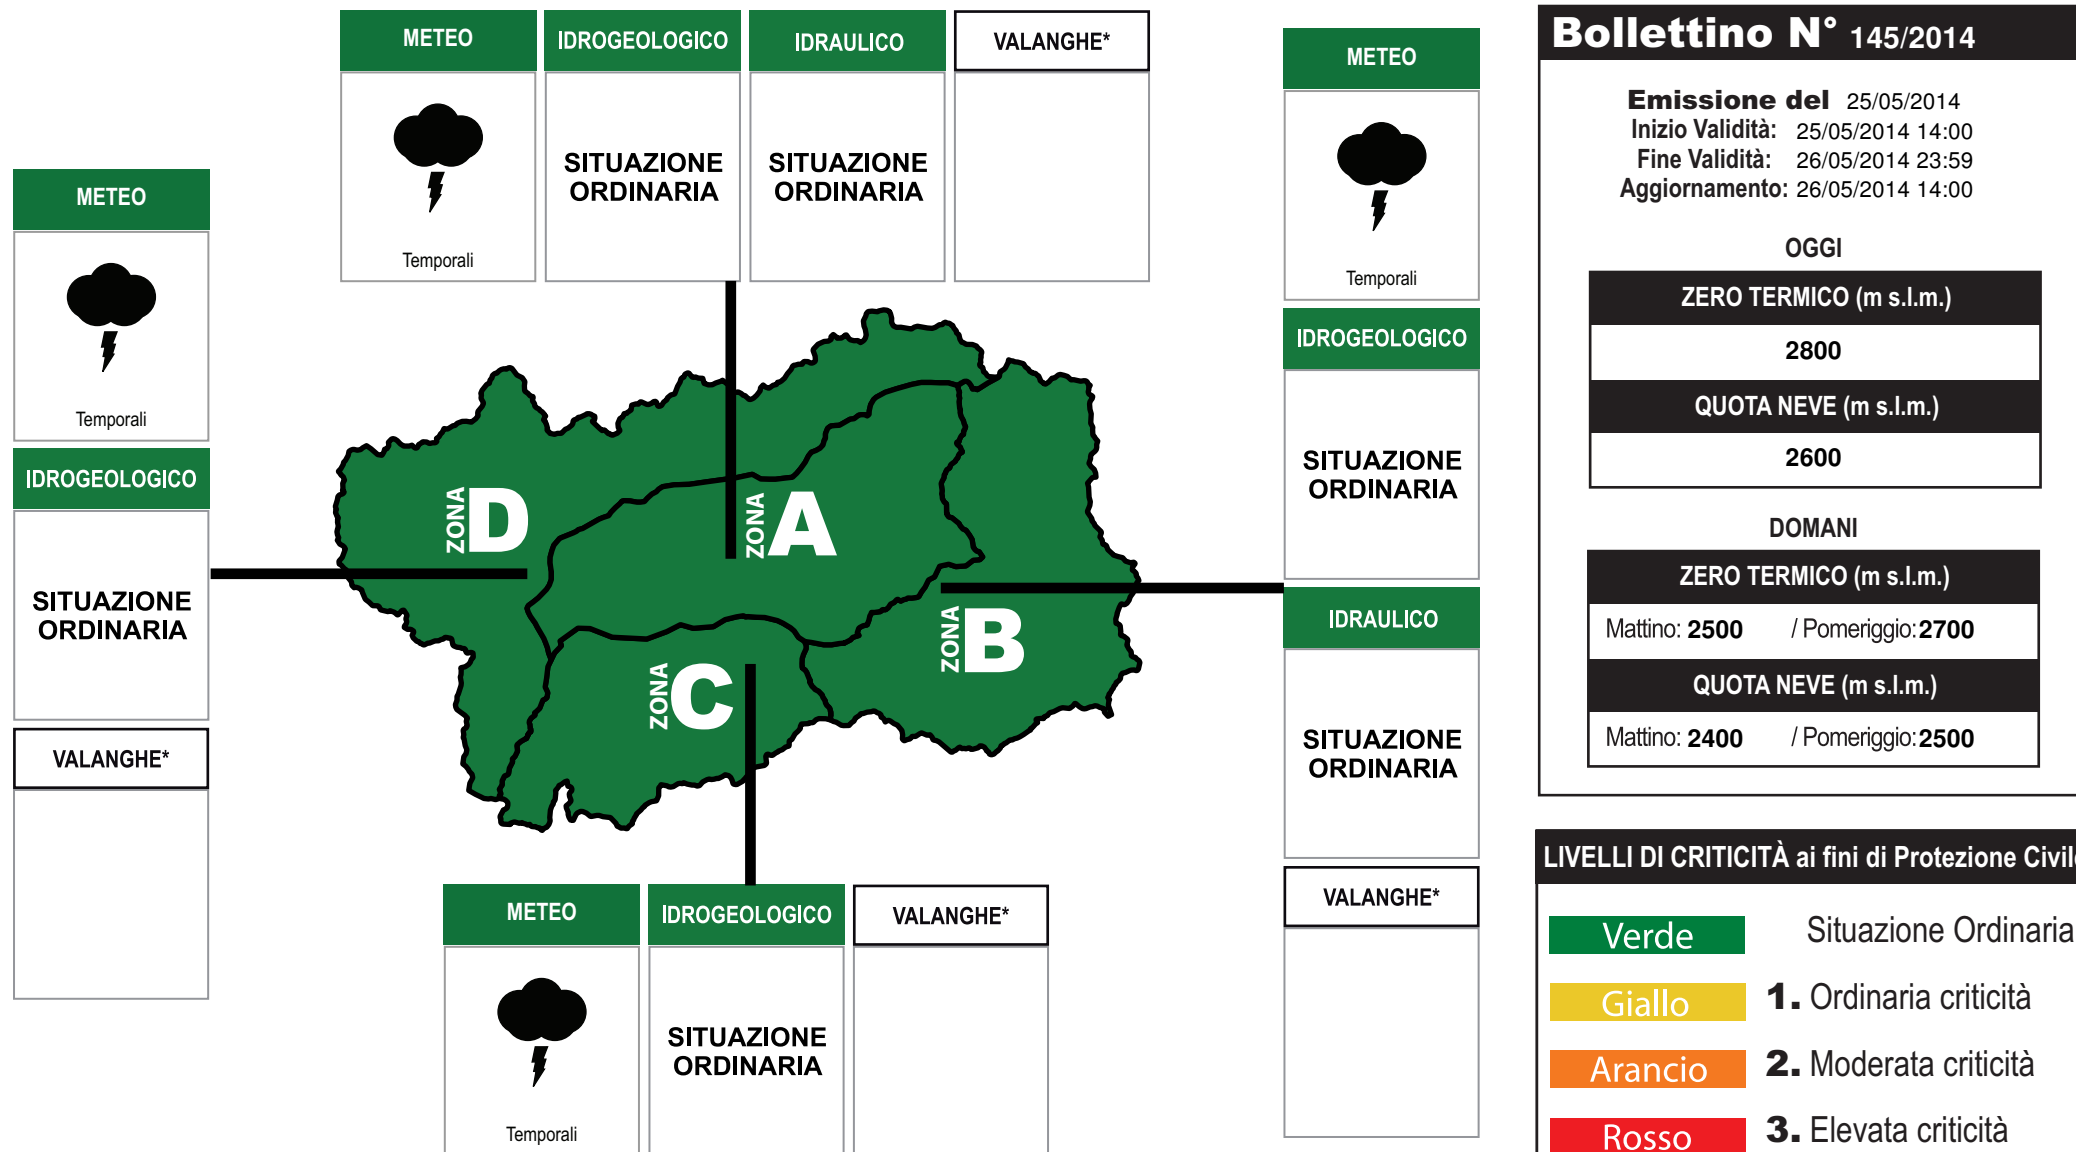 METEO
Temporali
IDROGEOLOGICO
SITUAZIONE
ORDINARIA
VALANGHE*
METEO IDROGEOLOGICO IDRAULICO VALANGHE*
Temporali
SITUAZIONE
ORDINARIA
SITUAZIONE
ORDINARIA
ZONA D
ZONA A
ZONA B
ZONA C
METEO IDROGEOLOGICO VALANGHE*
Temporali
SITUAZIONE
ORDINARIA
METEO
Temporali
IDROGEOLOGICO
SITUAZIONE
ORDINARIA
IDRAULICO
SITUAZIONE
ORDINARIA
VALANGHE*
Bollettino N° 145/2014
Emissione del 25/05/2014
Inizio Validità: 25/05/2014 14:00
Fine Validità: 26/05/2014 23:59
Aggiornamento: 26/05/2014 14:00
OGGI
ZERO TERMICO (m s.l.m.)
2800
QUOTA NEVE (m s.l.m.)
2600
DOMANI
ZERO TERMICO (m s.l.m.)
Mattino: 2500 / Pomeriggio: 2700
QUOTA NEVE (m s.l.m.)
Mattino: 2400 / Pomeriggio: 2500
LIVELLI DI CRITICITÀ ai fini di Protezione Civile
Verde Situazione Ordinaria
Giallo 1. Ordinaria criticità
Arancio 2. Moderata criticità
Rosso 3. Elevata criticità